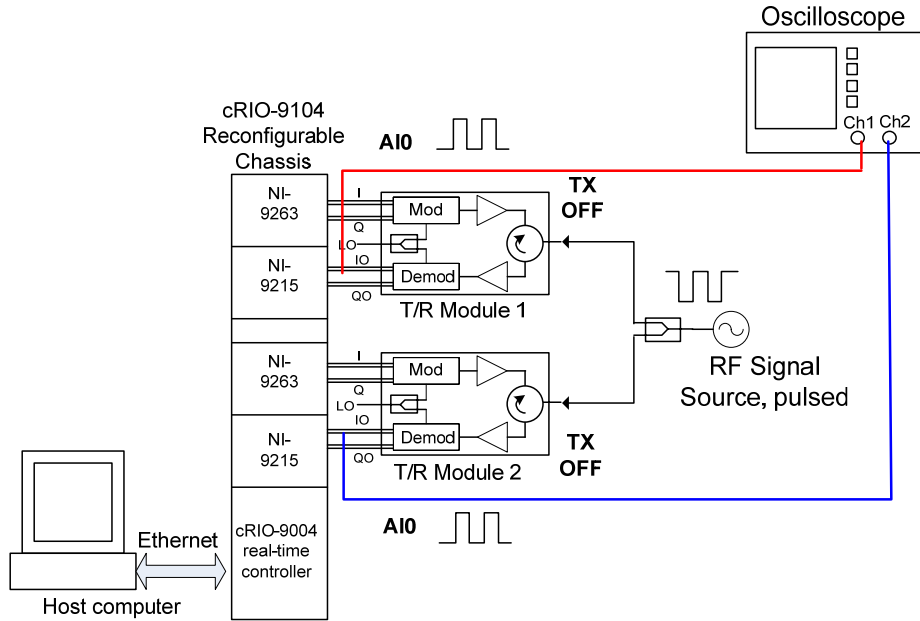 Oscilloscope
Ch1 Ch2
cRIO-9104
Reconfigurable
Chassis
AI0
NI-
9263
I
Q
Mod
LO
TX
OFF
NI-
9215
IO
QO
Demod
T/R Module 1
RF Signal
Source, pulsed
NI-
9263
I
Q
Mod
LO
NI-
9215
IO
QO
Demod
T/R Module 2
TX
OFF
AI0
cRIO-9004
real-time
controller
Ethernet
Host computer